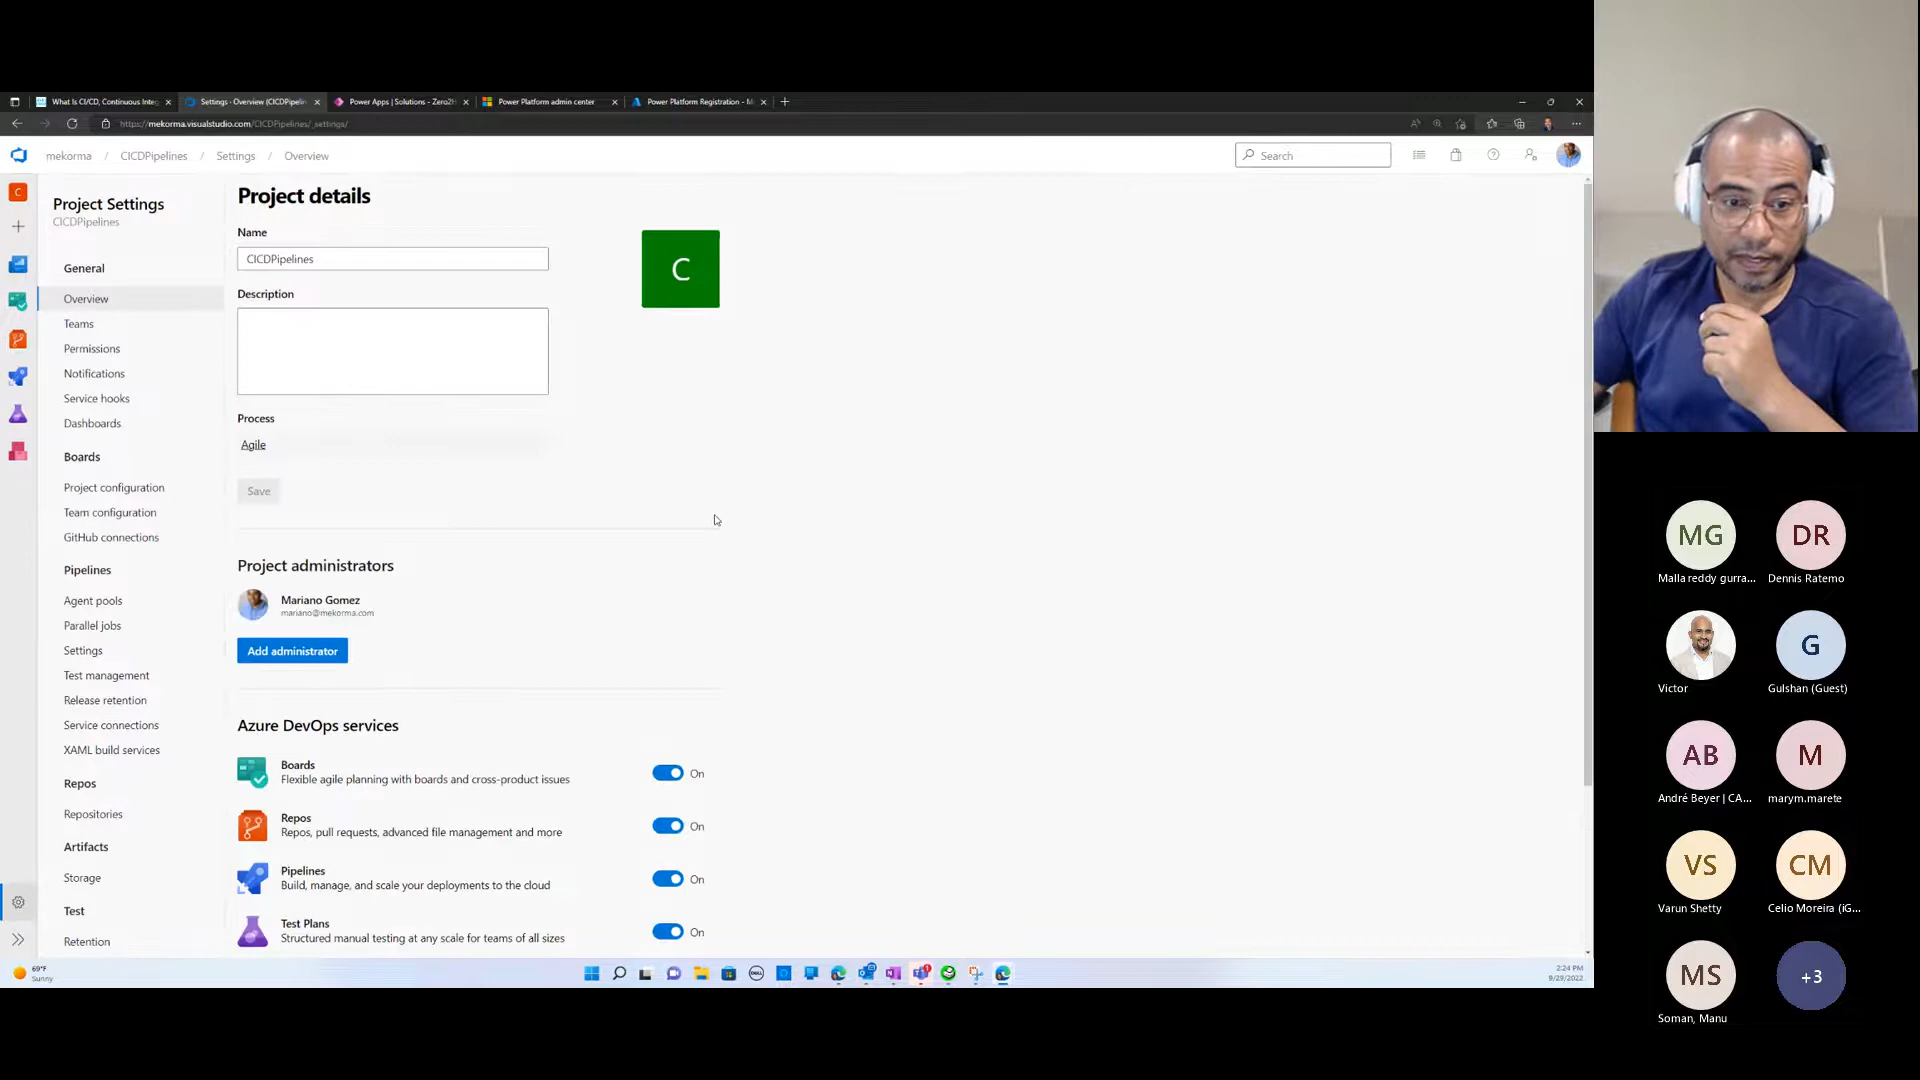 What Is CI/CD, Continuous Integ
Settings - Overview (CICDPipelin
Power Apps | Solutions - Zero2H
Power Platform admin center
Power Platform Registration - M
https://mekorma.visualstudio.com/CICDPipelines/_settings/
mekorma / CICDPipelines / Settings / Overview
Search
C
Project Settings
CICDPipelines
General
Overview
Teams
Permissions
Notifications
Service hooks
Dashboards
Boards
Project configuration
Team configuration
GitHub connections
Pipelines
Agent pools
Parallel jobs
Settings
Test management
Release retention
Service connections
XAML build services
Repos
Repositories
Artifacts
Storage
Test
Retention
Project details
Name
CICDPipelines
C
Description
Process
Agile
Save
Project administrators
Mariano Gomez
mariano@mekorma.com
Add administrator
Azure DevOps services
Boards
Flexible agile planning with boards and cross-product issues
On
Repos
Repos, pull requests, advanced file management and more
On
Pipelines
Build, manage, and scale your deployments to the cloud
On
Test Plans
Structured manual testing at any scale for teams of all sizes
On
69°F
Sunny
DELL
2:24 PM
9/29/2022
MG
Malla reddy gurra...
DR
Dennis Ratemo
Victor
G
Gulshan (Guest)
AB
André Beyer | CA...
M
marym.marete
VS
Varun Shetty
CM
Celio Moreira (iG...
MS
Soman, Manu
+3